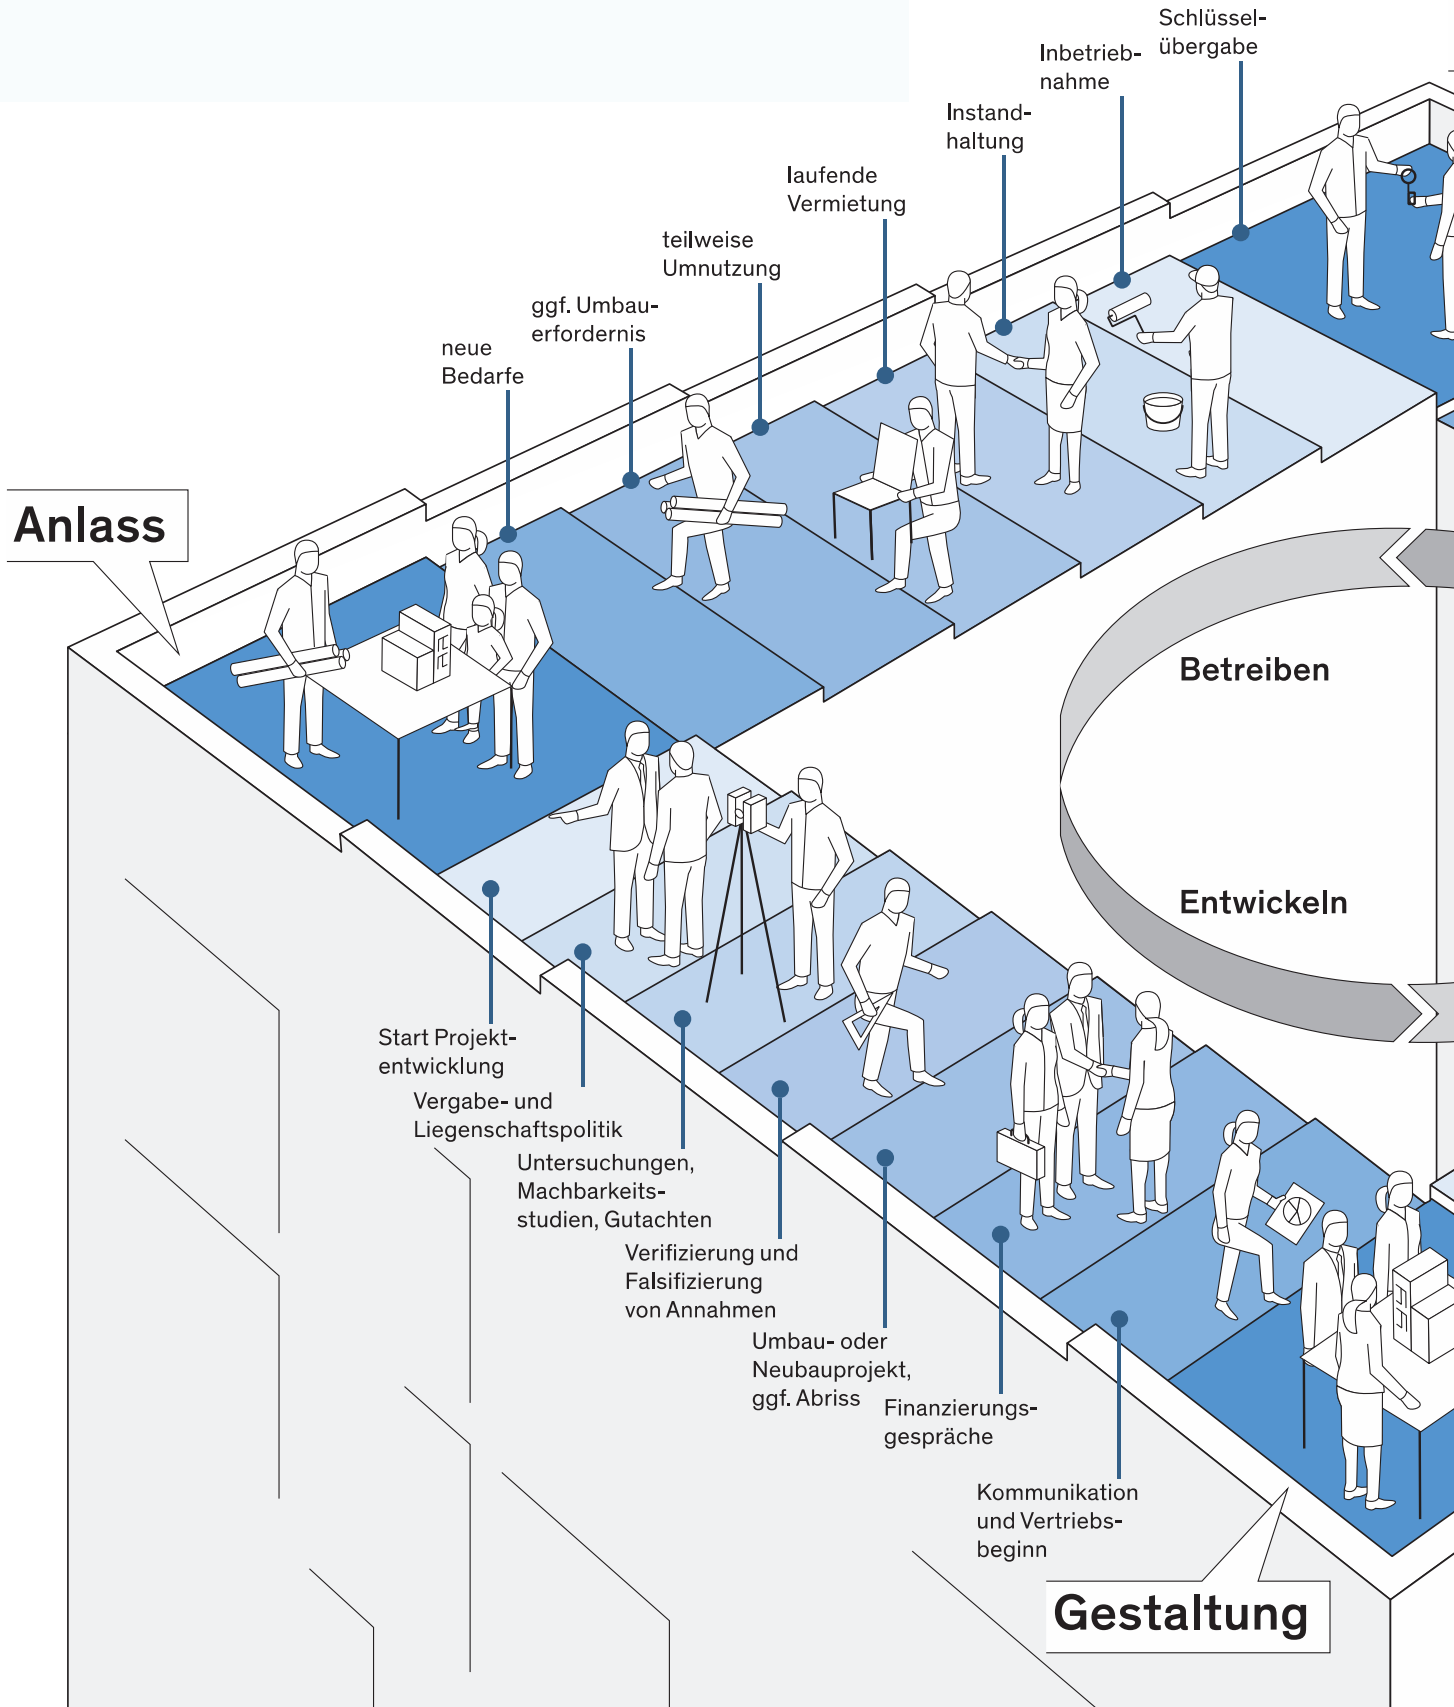 Schlüssel-
übergabe
Inbetrieb-
nahme
Instand-
haltung
laufende
Vermietung
teilweise
Umnutzung
ggf. Umbau-
erfordernis
neue
Bedarfe
Anlass
Betreiben
Entwickeln
Start Projekt-
entwicklung
Vergabe- und
Liegenschaftspolitik
Untersuchungen,
Machbarkeits-
studien, Gutachten
Verifizierung und
Falsifizierung
von Annahmen
Umbau- oder
Neubauprojekt,
ggf. Abriss
Finanzierungs-
gespräche
Kommunikation
und Vertriebs-
beginn
Gestaltung